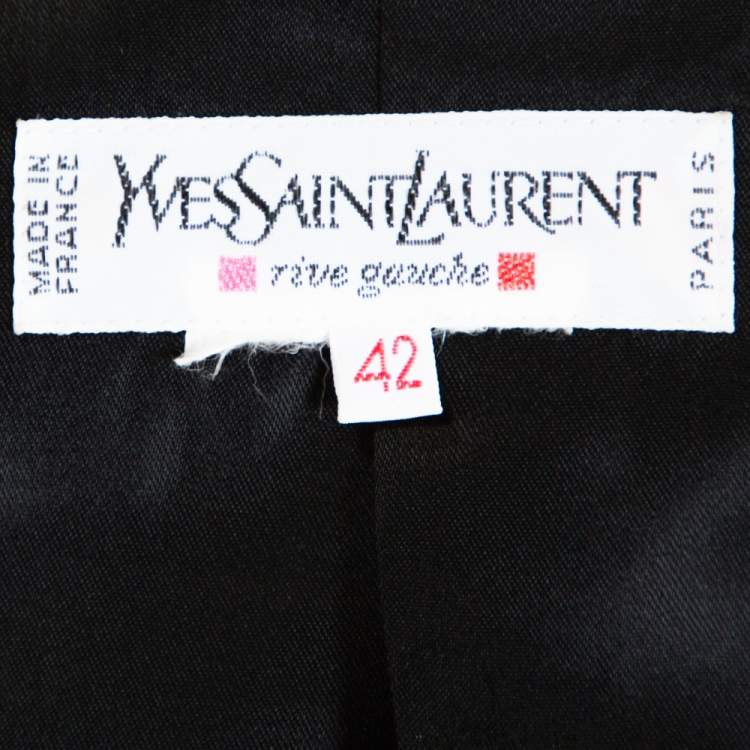 MADE IN
FRANCE
YVESSAINTLAURENT
rive gauche
PARIS
42